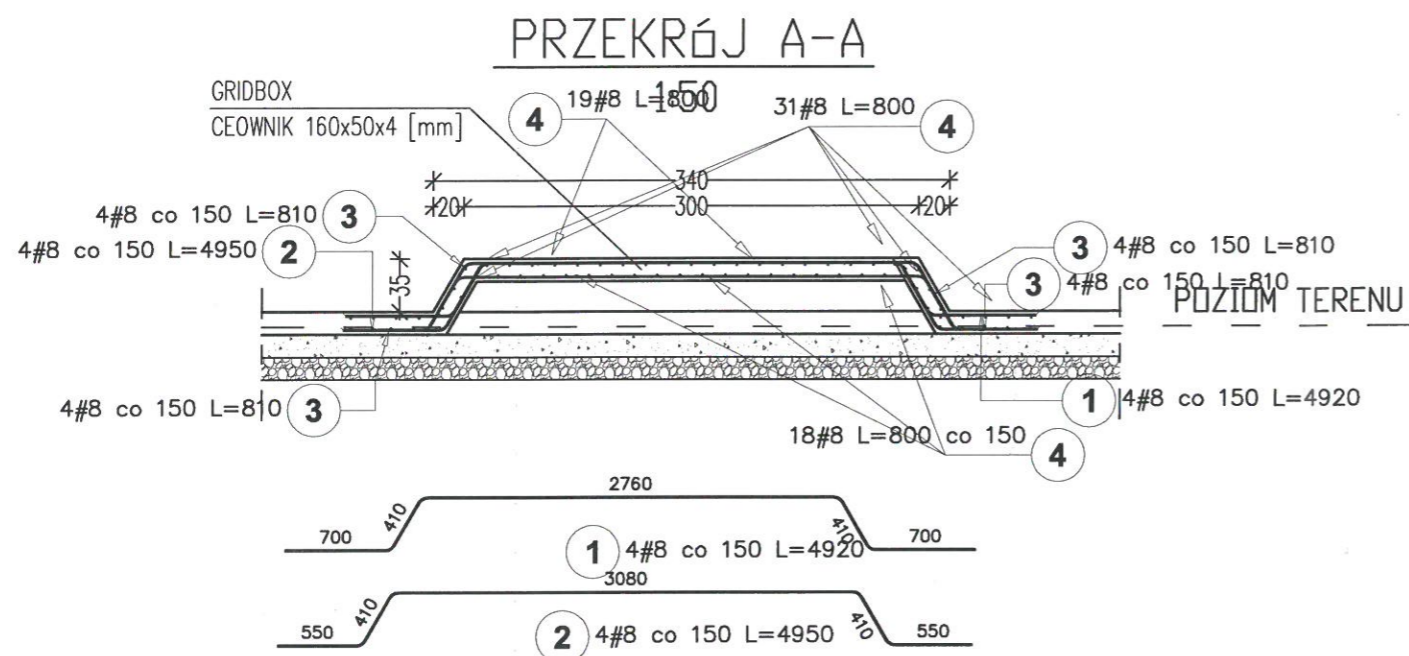 PRZEKRóJ A-A
1:50
GRIDBOX
CEOWNIK 160x50x4 [mm]
4
19#8 L=800
31#8 L=800
4
340
20
300
20
4#8 co 150 L=810
3
4#8 co 150 L=4950
2
35
3
4#8 co 150 L=810
3
4#8 co 150 L=810
POZIOM TERENU
4#8 co 150 L=810
3
1
4#8 co 150 L=4920
18#8 L=800 co 150
4
2760
700
410
410
700
1
4#8 co 150 L=4920
3080
550
410
410
550
2
4#8 co 150 L=4950